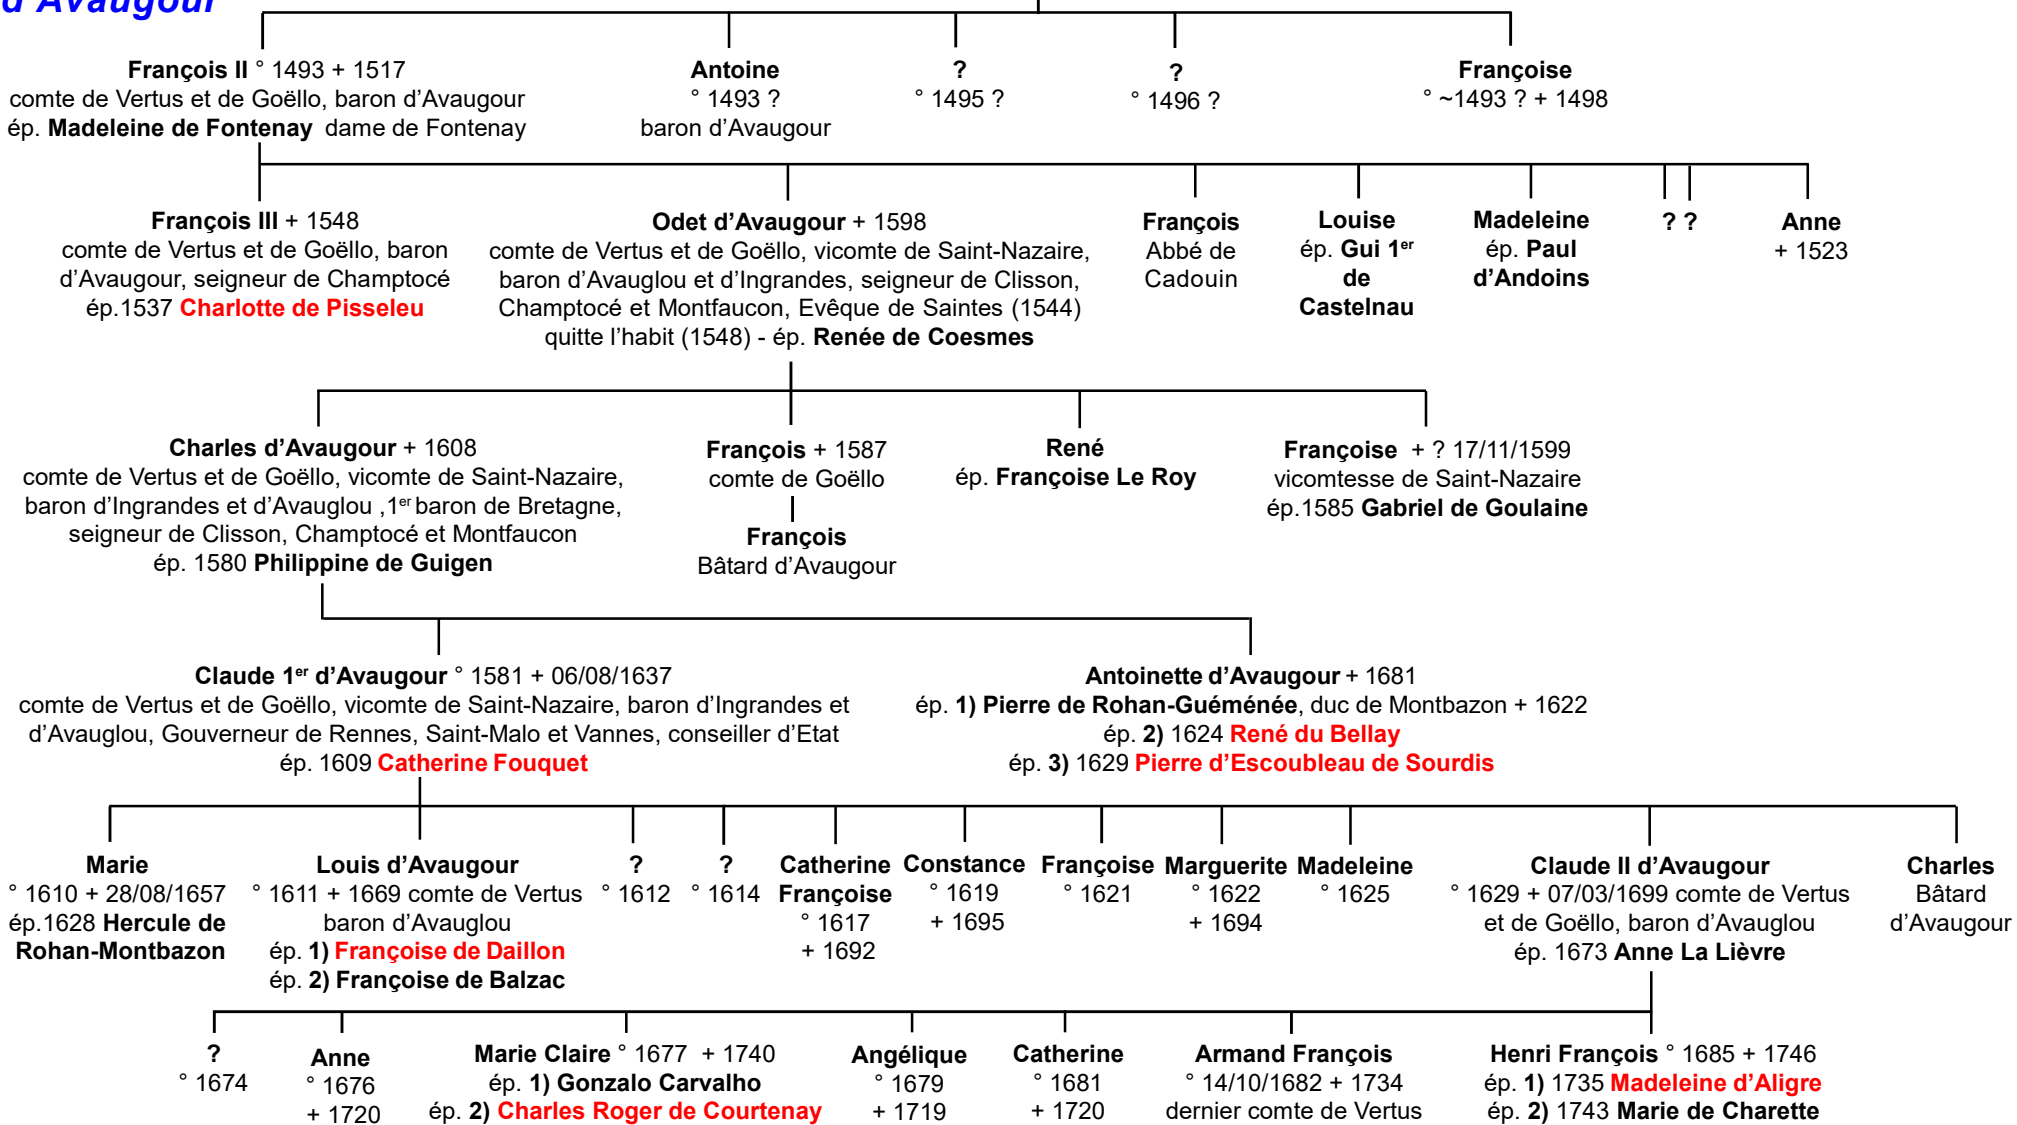 d'Avaugour
François II ° 1493 + 1517
comte de Vertus et de Goëllo, baron d'Avaugour
ép. Madeleine de Fontenay dame de Fontenay
Antoine
° 1493 ?
baron d'Avaugour
?
° 1495 ?
?
° 1496 ?
Françoise
° ~1493 ? + 1498
François III + 1548
comte de Vertus et de Goëllo, baron
d'Avaugour, seigneur de Champtocé
ép.1537 Charlotte de Pisseleu
Odet d'Avaugour + 1598
comte de Vertus et de Goëllo, vicomte de Saint-Nazaire,
baron d'Avauglou et d'Ingrandes, seigneur de Clisson,
Champtocé et Montfaucon, Evêque de Saintes (1544)
quitte l'habit (1548) - ép. Renée de Coesmes
François
Abbé de
Cadouin
Louise
ép. Gui 1er
de
Castelnau
Madeleine
ép. Paul
d'Andoins
? ?
Anne
+ 1523
Charles d'Avaugour + 1608
comte de Vertus et de Goëllo, vicomte de Saint-Nazaire,
baron d'Ingrandes et d'Avauglou ,1er baron de Bretagne,
seigneur de Clisson, Champtocé et Montfaucon
ép. 1580 Philippine de Guigen
François + 1587
comte de Goëllo
François
Bâtard d'Avaugour
René
ép. Françoise Le Roy
Françoise + ? 17/11/1599
vicomtesse de Saint-Nazaire
ép.1585 Gabriel de Goulaine
Claude 1er d'Avaugour ° 1581 + 06/08/1637
comte de Vertus et de Goëllo, vicomte de Saint-Nazaire, baron d'Ingrandes et
d'Avauglou, Gouverneur de Rennes, Saint-Malo et Vannes, conseiller d'Etat
ép. 1609 Catherine Fouquet
Antoinette d'Avaugour + 1681
ép. 1) Pierre de Rohan-Guéménée, duc de Montbazon + 1622
ép. 2) 1624 René du Bellay
ép. 3) 1629 Pierre d'Escoubleau de Sourdis
Marie
° 1610 + 28/08/1657
ép.1628 Hercule de
Rohan-Montbazon
Louis d'Avaugour
° 1611 + 1669 comte de Vertus
baron d'Avauglou
ép. 1) Françoise de Daillon
ép. 2) Françoise de Balzac
?
° 1612
?
° 1614
Catherine
Françoise
° 1617
+ 1692
Constance
° 1619
+ 1695
Françoise
° 1621
Marguerite
° 1622
+ 1694
Madeleine
° 1625
Claude II d'Avaugour
° 1629 + 07/03/1699 comte de Vertus
et de Goëllo, baron d'Avauglou
ép. 1673 Anne La Lièvre
Charles
Bâtard
d'Avaugour
?
° 1674
Anne
° 1676
+ 1720
Marie Claire ° 1677 + 1740
ép. 1) Gonzalo Carvalho
ép. 2) Charles Roger de Courtenay
Angélique
° 1679
+ 1719
Catherine
° 1681
+ 1720
Armand François
° 14/10/1682 + 1734
dernier comte de Vertus
Henri François ° 1685 + 1746
ép. 1) 1735 Madeleine d'Aligre
ép. 2) 1743 Marie de Charette